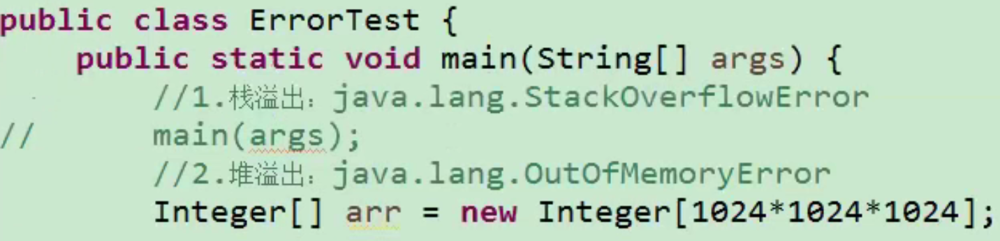 public class ErrorTest {
public static void main(String[] args) {
//1.栈溢出：java.lang.StackOverflowError
// main(args);
//2.堆溢出：java.lang.OutOfMemoryError
Integer[] arr = new Integer[1024*1024*1024];